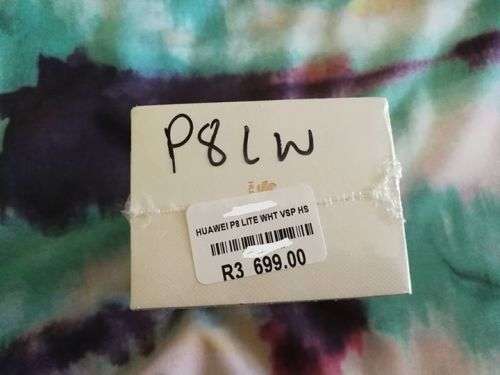 P8LW
HUAWEI P8 LITE WHT VSP HS
R3 699.00